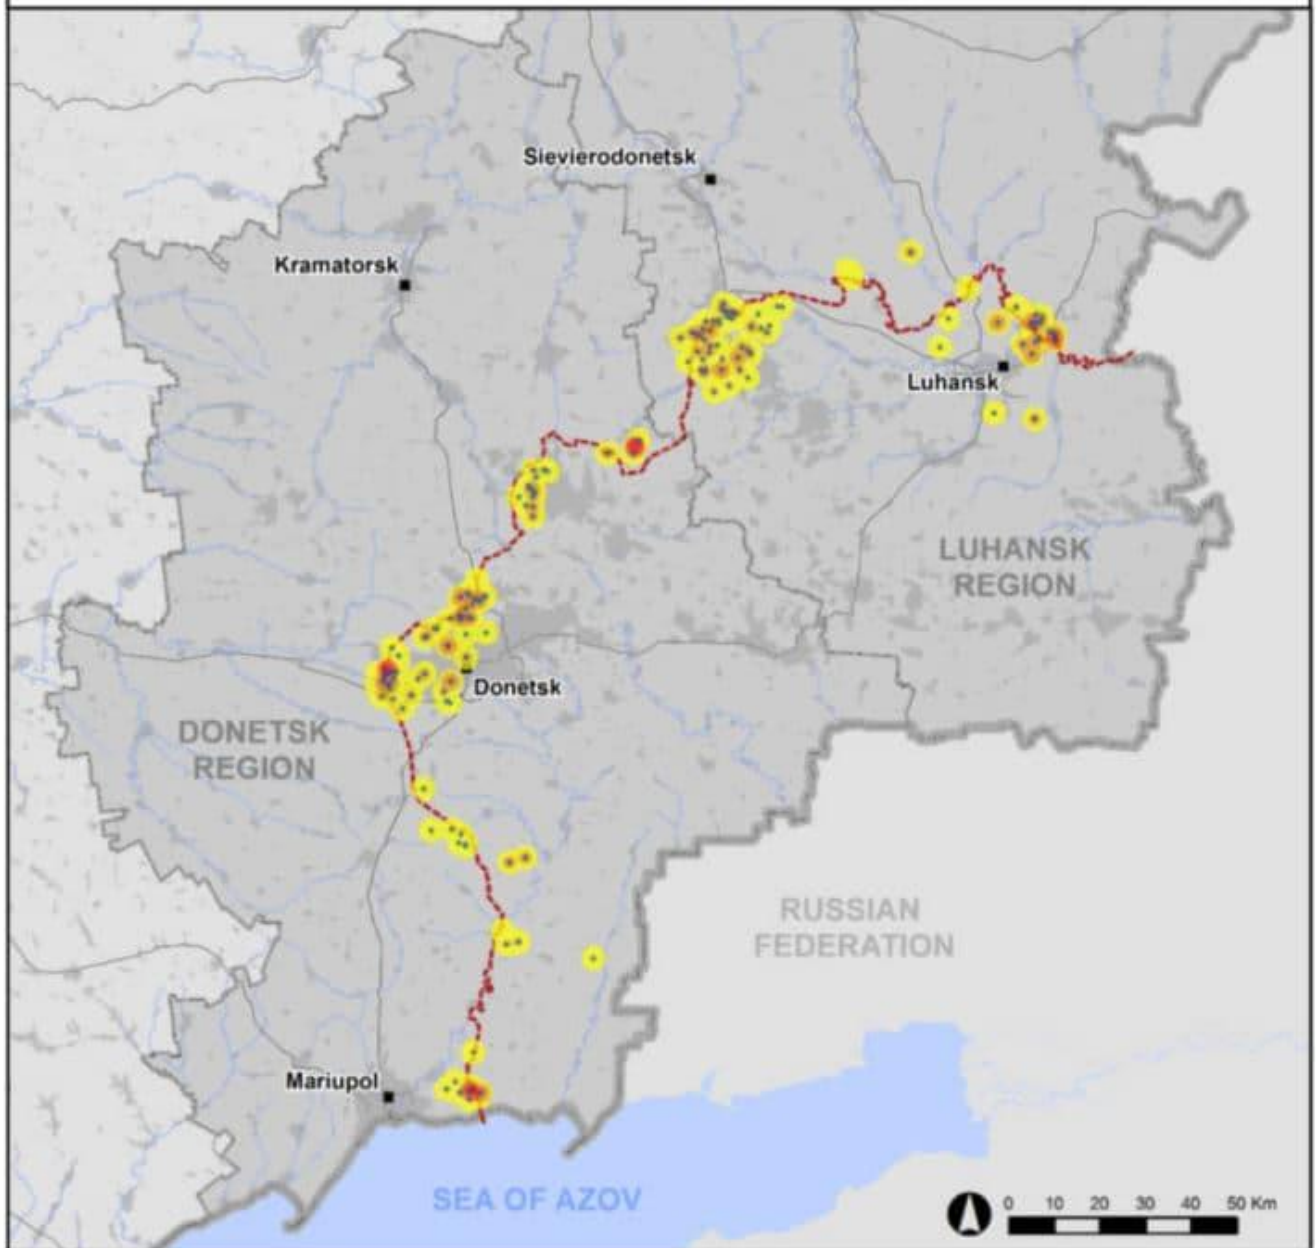 Sievierodonetsk
Kramatorsk
Luhansk
LUHANSK
REGION
Donetsk
DONETSK
REGION
RUSSIAN
FEDERATION
Mariupol
SEA OF AZOV
0 10 20 30 40 50 Km